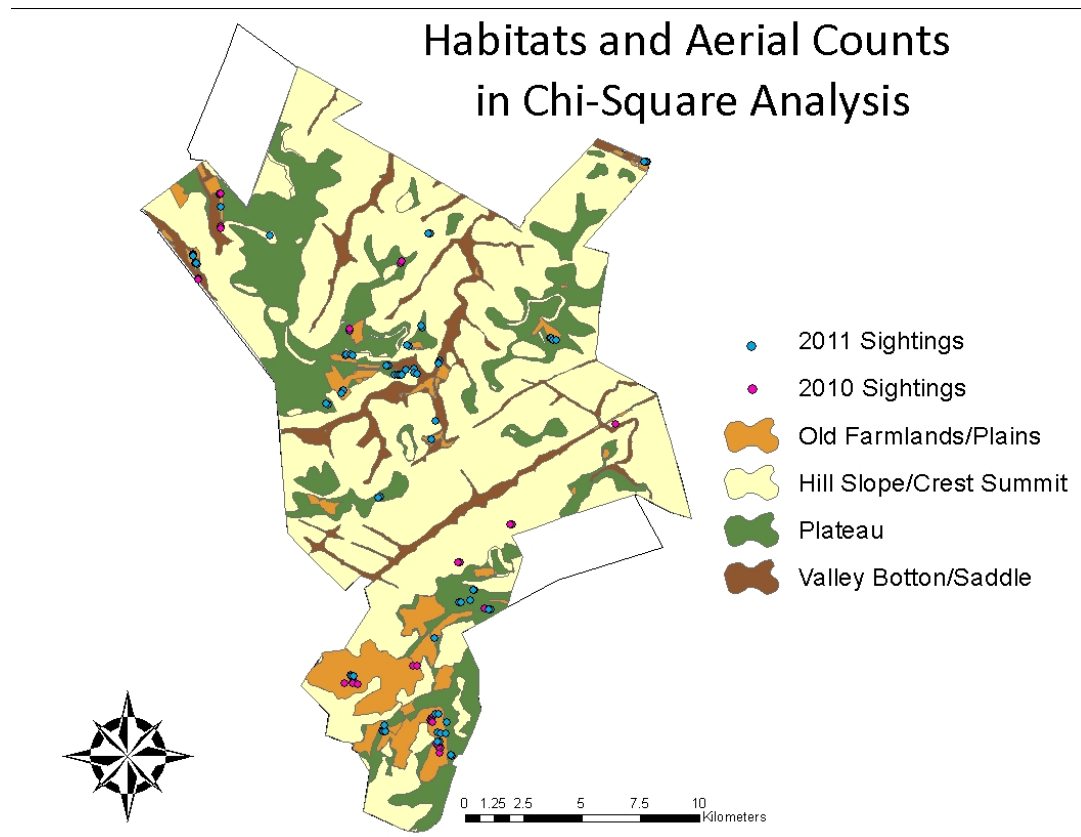 Habitats and Aerial Counts
in Chi-Square Analysis
2011 Sightings
2010 Sightings
Old Farmlands/Plains
Hill Slope/Crest Summit
Plateau
Valley Botton/Saddle
0 1.25 2.5 5 7.5 10
Kilometers